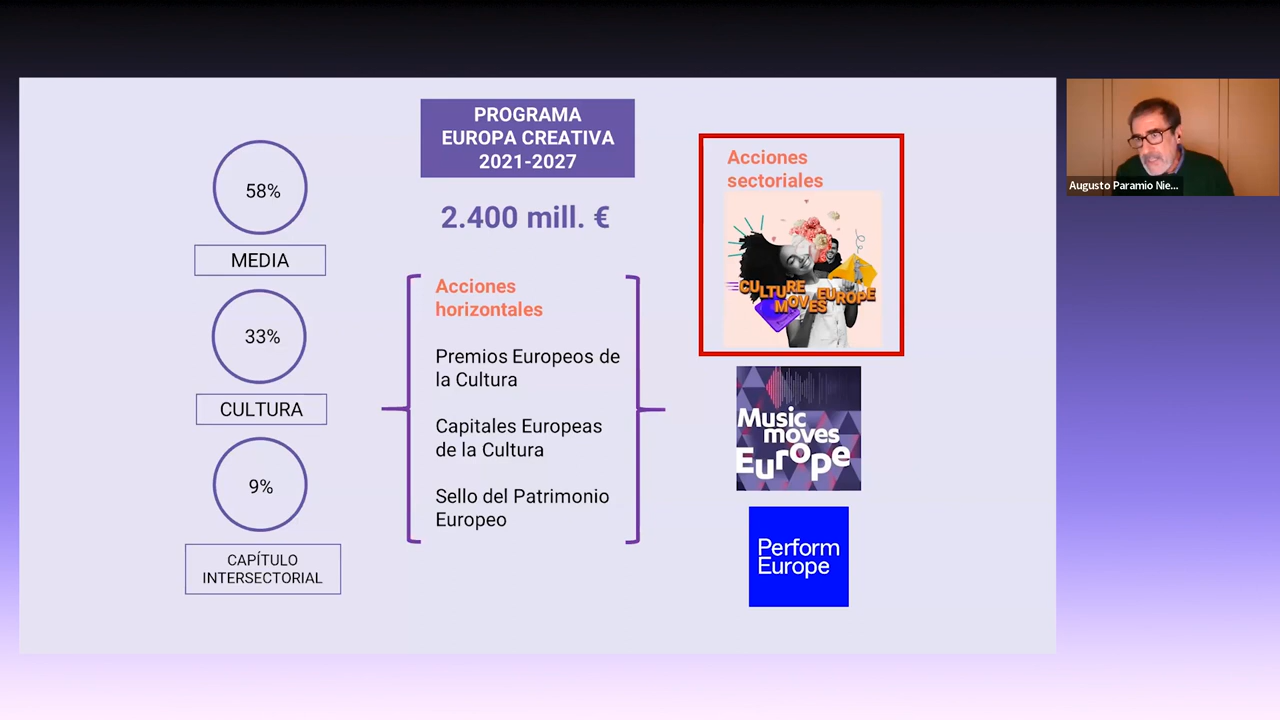 PROGRAMA
EUROPA CREATIVA
2021-2027
2.400 mill. €
58%
MEDIA
33%
CULTURA
9%
CAPÍTULO
INTERSECTORIAL
Acciones
horizontales
Premios Europeos de
la Cultura
Capitales Europeas
de la Cultura
Sello del Patrimonio
Europeo
Acciones
sectoriales
CULTURE
MOVES
EUROPE
Music
moves
Europe
Perform
Europe
Augusto Paramio Nie...